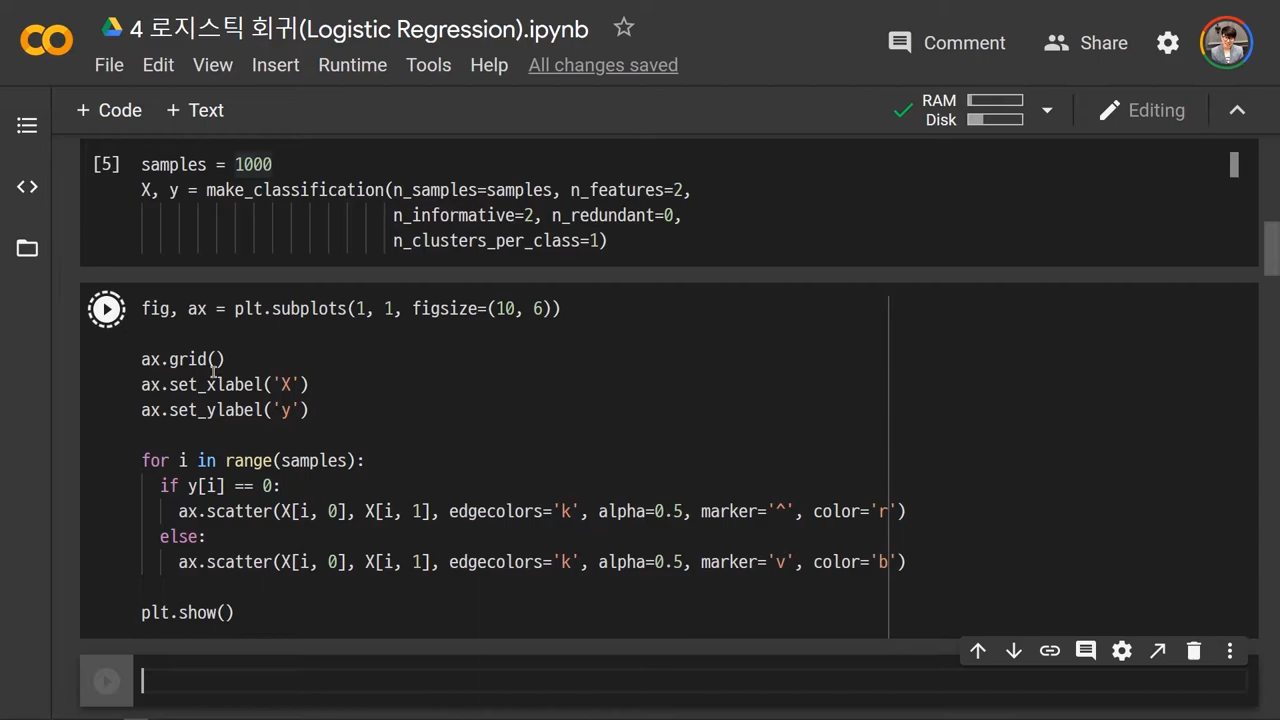 4 로지스틱 회귀(Logistic Regression).ipynb
Comment
Share
File Edit View Insert Runtime Tools Help All changes saved
+ Code + Text
RAM
Disk
Editing
[5] samples = 1000
X, y = make_classification(n_samples=samples, n_features=2,
n_informative=2, n_redundant=0,
n_clusters_per_class=1)
fig, ax = plt.subplots(1, 1, figsize=(10, 6))
ax.grid()
ax.set_xlabel('X')
ax.set_ylabel('y')
for i in range(samples):
if y[i] == 0:
ax.scatter(X[i, 0], X[i, 1], edgecolors='k', alpha=0.5, marker='^', color='r')
else:
ax.scatter(X[i, 0], X[i, 1], edgecolors='k', alpha=0.5, marker='v', color='b')
plt.show()